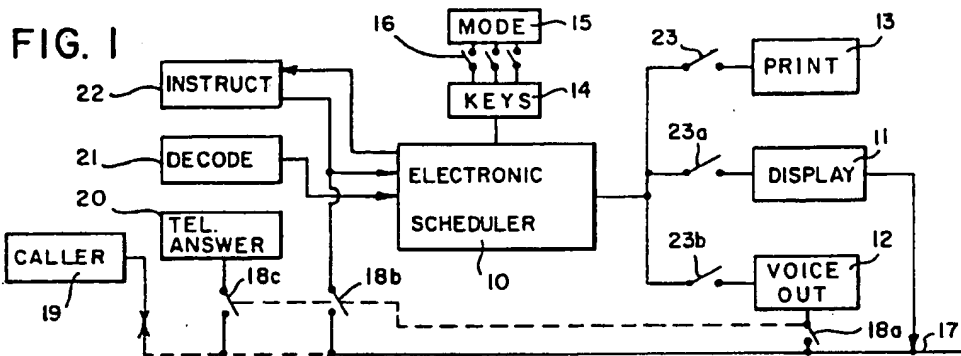 FIG. 1
16
MODE
15
23
13
PRINT
22
INSTRUCT
KEYS
14
21
DECODE
ELECTRONIC
SCHEDULER
10
23a
11
DISPLAY
20
TEL.
ANSWER
CALLER
19
18c
18b
23b
12
VOICE
OUT
18a
17